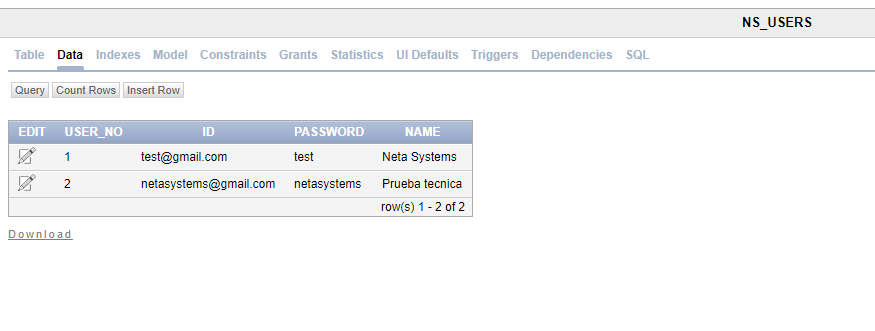 NS_USERS
Table Data Indexes Model Constraints Grants Statistics UI Defaults Triggers Dependencies SQL
Query Count Rows Insert Row
EDIT USER_NO ID PASSWORD NAME
1 test@gmail.com test Neta Systems
2 netasystems@gmail.com netasystems Prueba tecnica
row(s) 1 - 2 of 2
Download